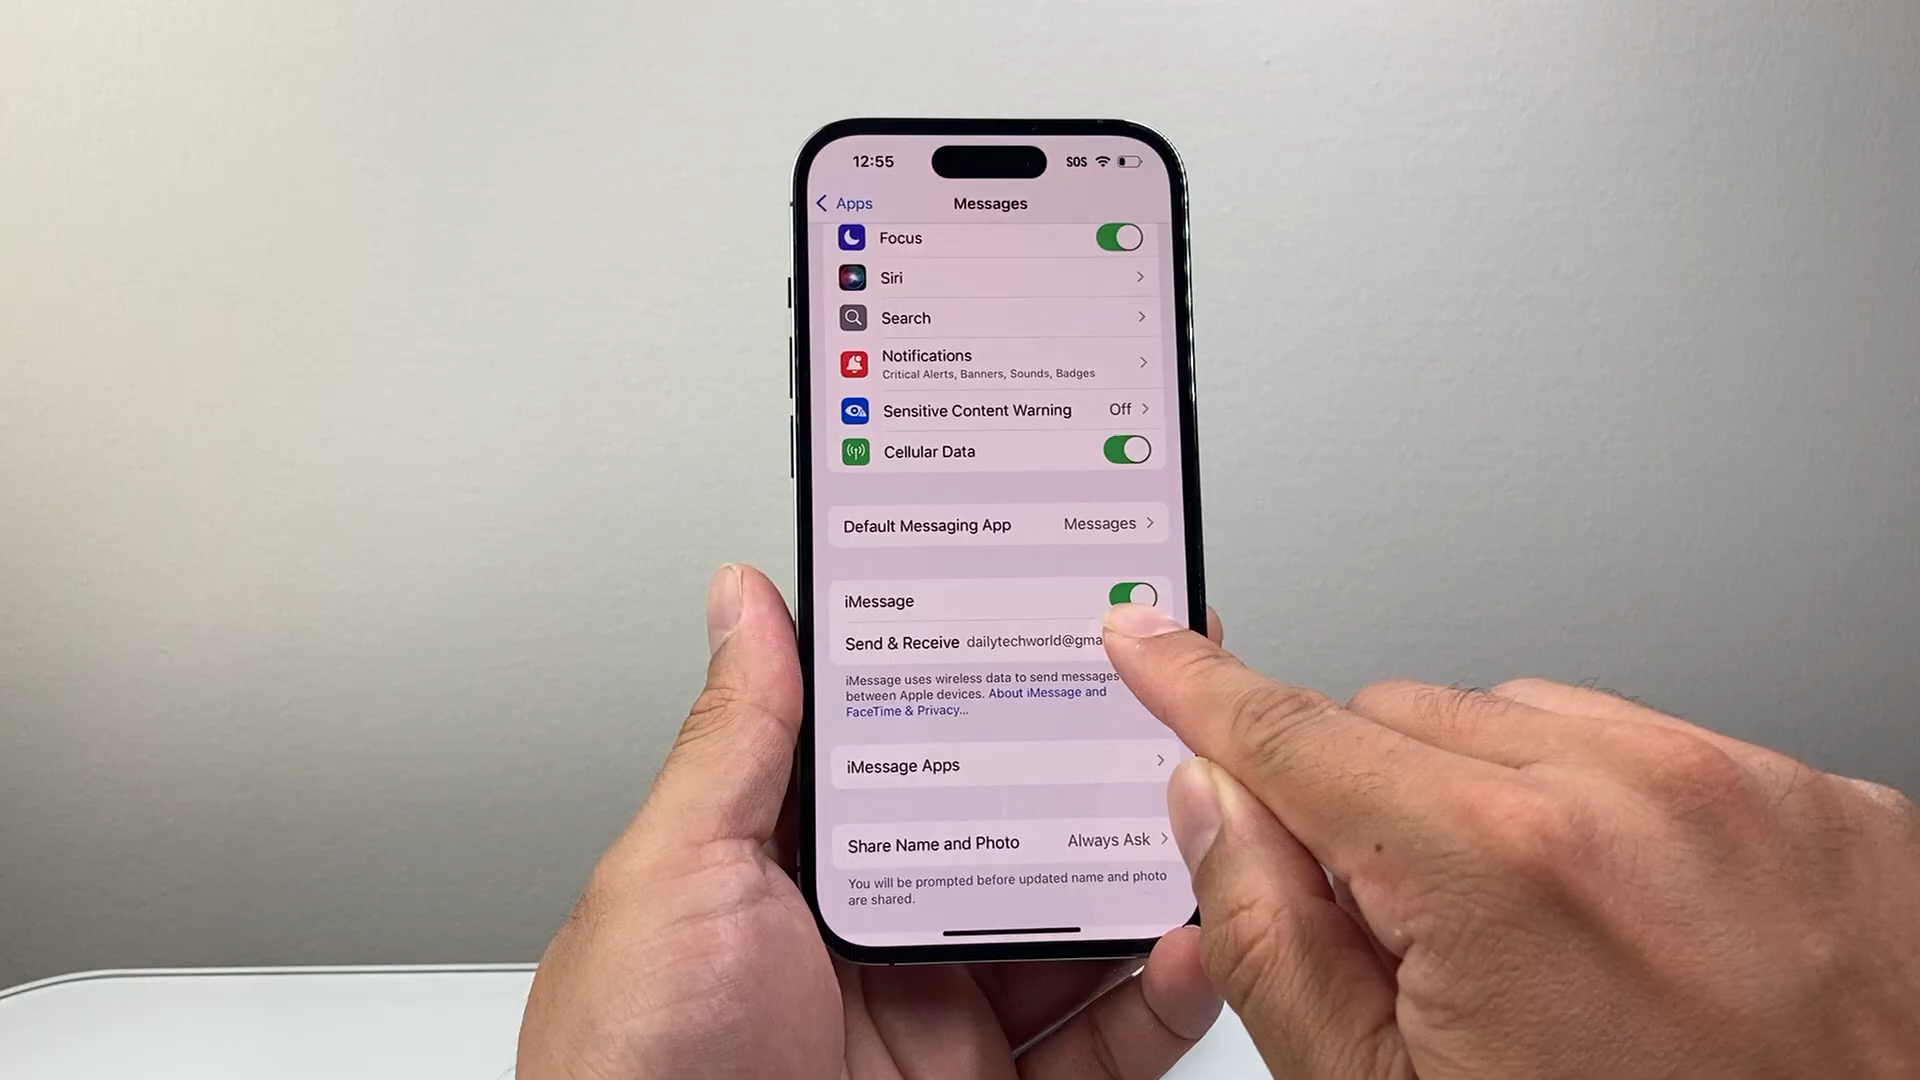 12:55
SOS
Apps
Messages
Focus
Siri
Search
Notifications
Critical Alerts, Banners, Sounds, Badges
Sensitive Content Warning Off
Cellular Data
Default Messaging App Messages
iMessage
Send & Receive dailytechworld@gma
iMessage uses wireless data to send messages
between Apple devices. About iMessage and
FaceTime & Privacy...
iMessage Apps
Share Name and Photo Always Ask
You will be prompted before updated name and photo
are shared.